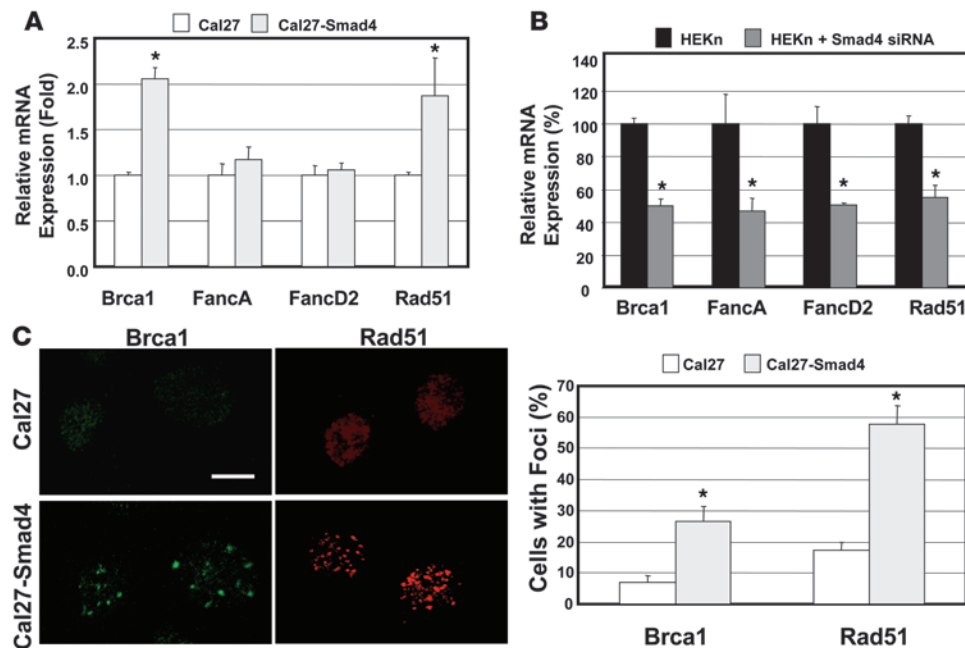 A
Cal27 Cal27-Smad4
Relative mRNA
Expression (Fold)
2.5
2.0
1.5
1.0
0.5
0.0
* *
Brca1 FancA FancD2 Rad51
B
HEKn HEKn + Smad4 siRNA
Relative mRNA
Expression (%)
120
140
100
80
60
40
20
0
* * * *
Brca1 FancA FancD2 Rad51
C
Brca1 Rad51
Cal27
Cal27-Smad4
Cal27 Cal27-Smad4
Cells with Foci (%)
70
60
50
40
30
20
10
0
* *
Brca1 Rad51